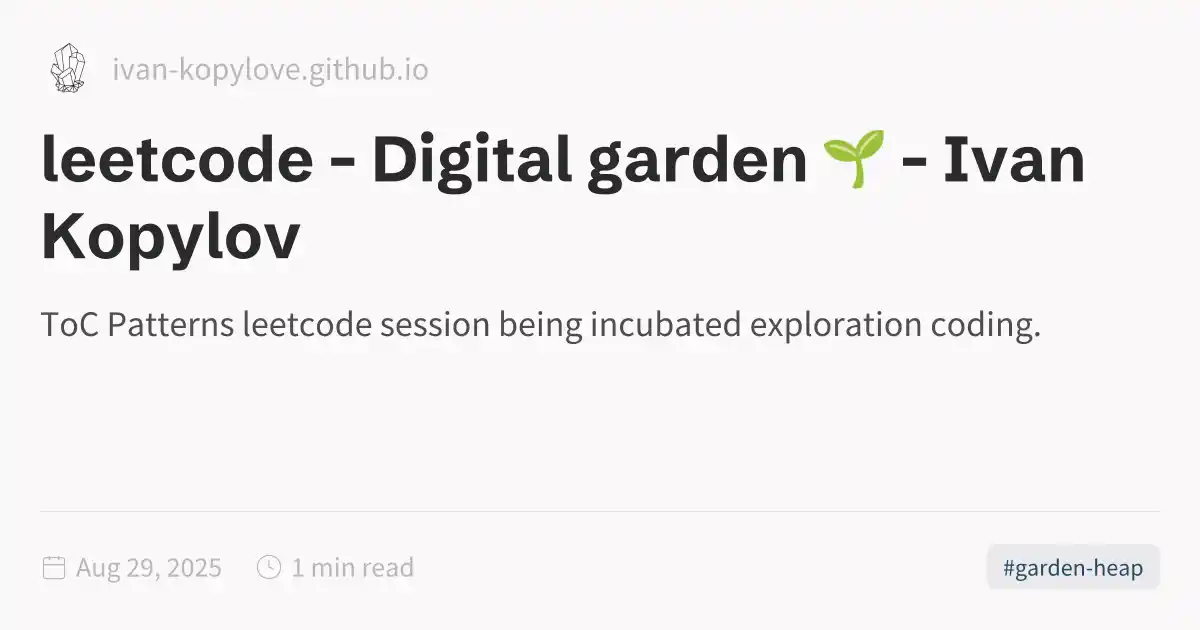 ivan-kopylove.github.io
leetcode - Digital garden 🌱 - Ivan
Kopylov
ToC Patterns leetcode session being incubated exploration coding.
Aug 29, 2025
1 min read
#garden-heap